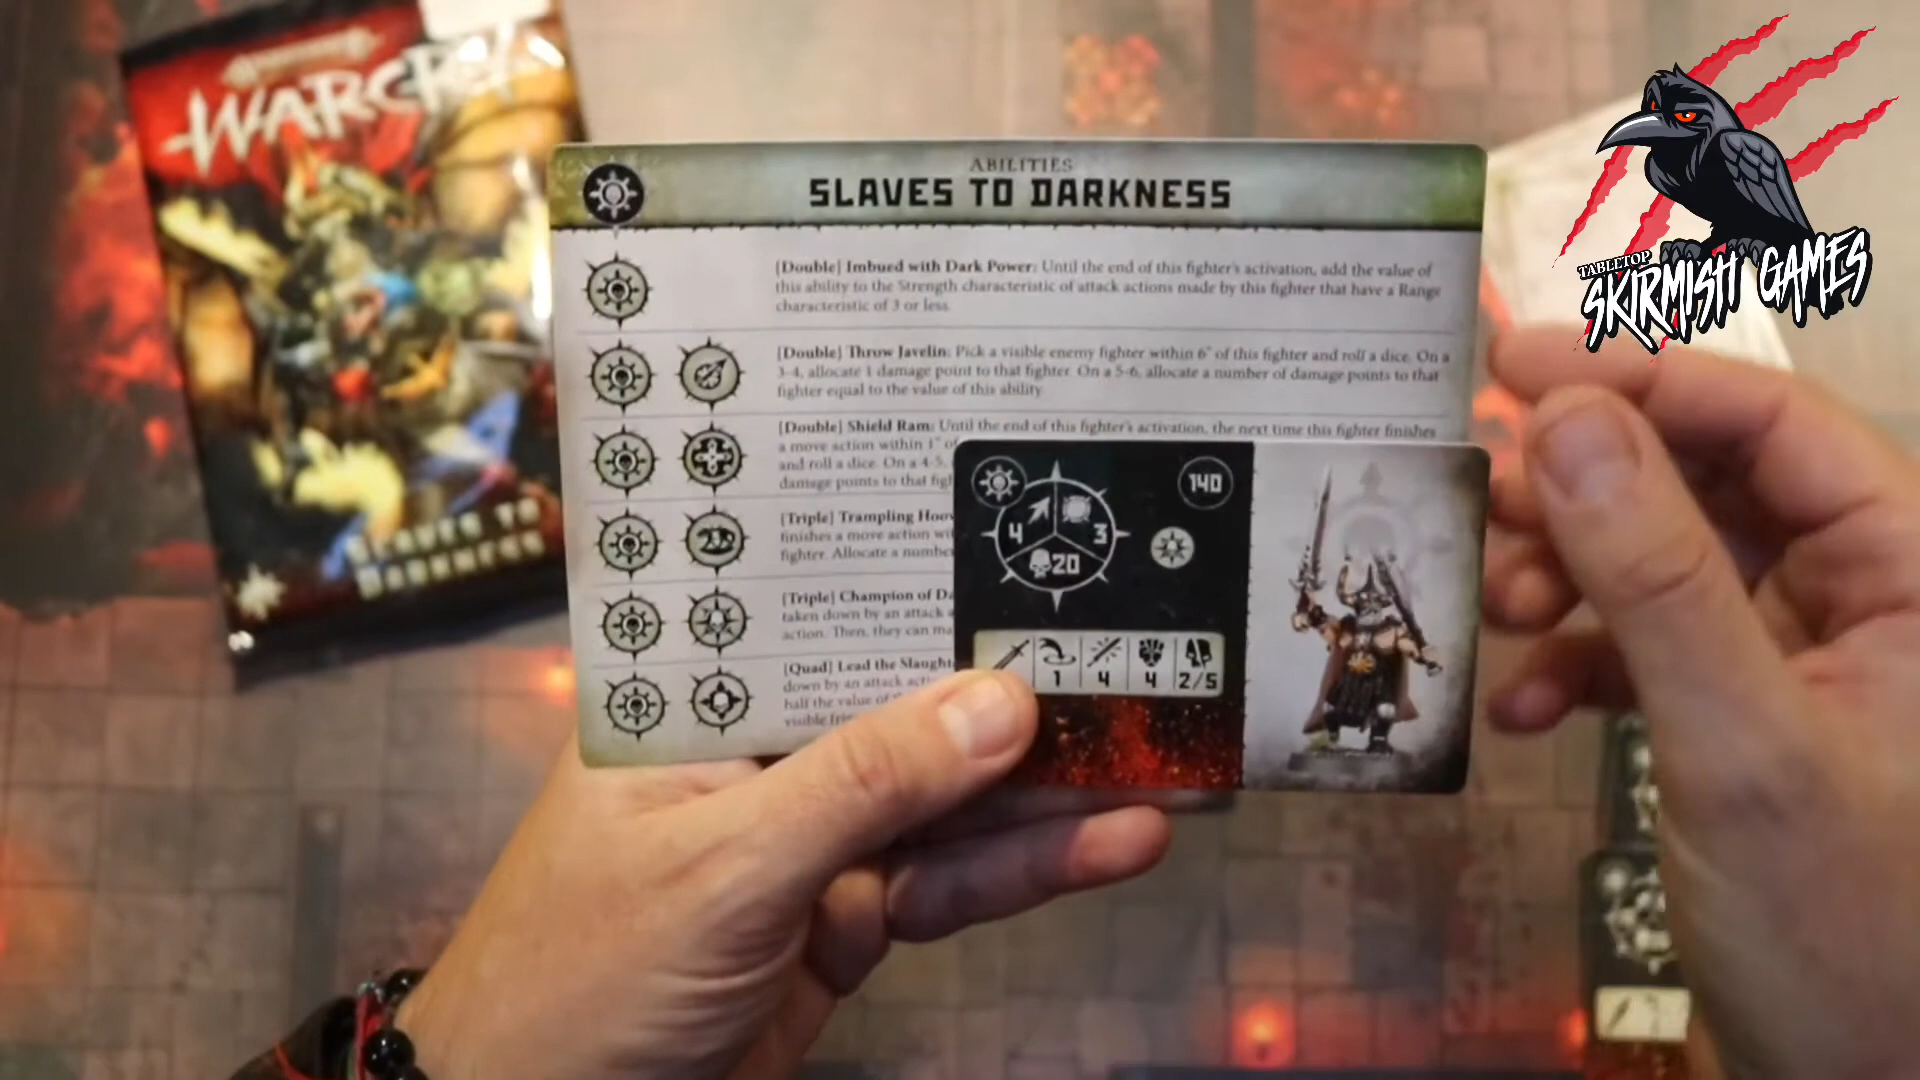 WARCRY
SLAVES TO
DARKNESS
TABLETOP
SKIRMISH GAMES
ABILITIES
SLAVES TO DARKNESS
[Double] Imbued with Dark Power: Until the end of this fighter's activation, add the value of
this ability to the Strength characteristic of attack actions made by this fighter that have a Range
characteristic of 3 or less.
[Double] Throw Javelin: Pick a visible enemy fighter within 6" of this fighter and roll a dice. On a
3-4, allocate 1 damage point to that fighter. On a 5-6, allocate a number of damage points to that
fighter equal to the value of this ability.
[Double] Shield Ram: Until the end of this fighter's activation, the next time this fighter finishes
a move action within 1" of
and roll a dice. On a 4-5,
damage points to that
[Triple] Trampling
finishes a move action
fighter. Allocate a
[Triple] Champion of
taken down by an attack
action. Then, they can
[Quad] Lead the
down by an attack
half the value of
visible
140
4 3
20
1 4 4 2/5